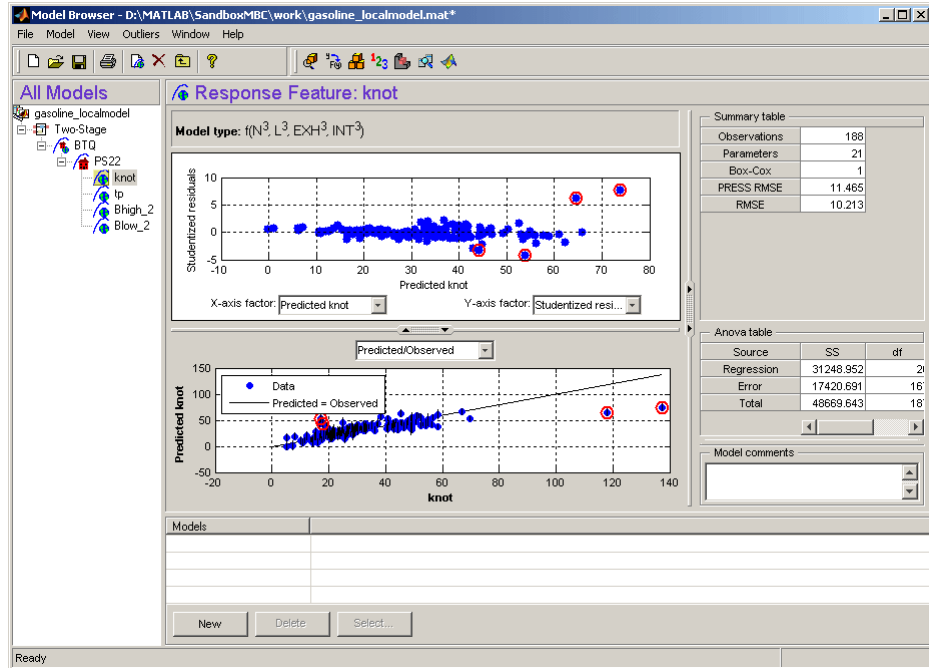 Model Browser - D:\MATLAB\SandboxMBC\work\gasoline_localmodel.mat*
File Model View Outliers Window Help
All Models
gasoline_localmodel
Two-Stage
BTQ
PS22
knot
tp
Bhigh_2
Blow_2
Response Feature: knot
Model type: f(N³, L³, EXH³, INT³)
Studentized residuals
10
5
0
-5
-10 0 10 20 30 40 50 60 70 80
Predicted knot
X-axis factor: Predicted knot
Y-axis factor: Studentized resi...
Predicted/Observed
Predicted knot
150
100
50
0
-50
Data
Predicted = Observed
-20 0 20 40 60 80 100 120 140
knot
Summary table
Observations 188
Parameters 21
Box-Cox 1
PRESS RMSE 11.465
RMSE 10.213
Anova table
Source SS df
Regression 31248.952
Error 17420.691
Total 48669.643
Model comments
Models
New Delete Select...
Ready